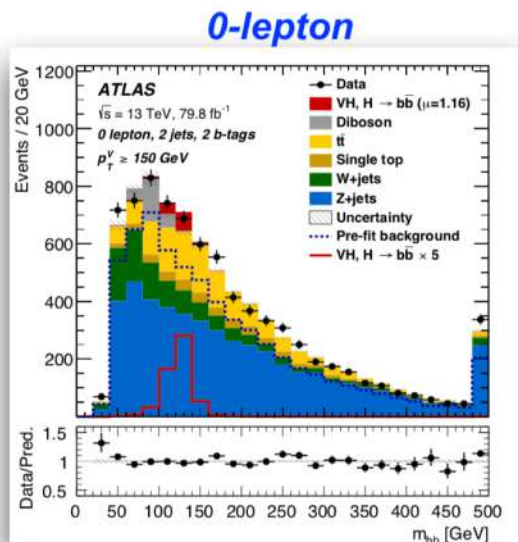 0-lepton
Events / 20 GeV
1200
1000
800
600
400
200
ATLAS
√s = 13 TeV, 79.8 fb⁻¹
0 lepton, 2 jets, 2 b-tags
p_T^V ≥ 150 GeV
Data
VH, H → bb̄ (μ=1.16)
Diboson
tt̄
Single top
W+jets
Z+jets
Uncertainty
Pre-fit background
VH, H → bb̄ × 5
Data/Pred.
1.5
1
0.5
0 50 100 150 200 250 300 350 400 450 500
m_bb [GeV]